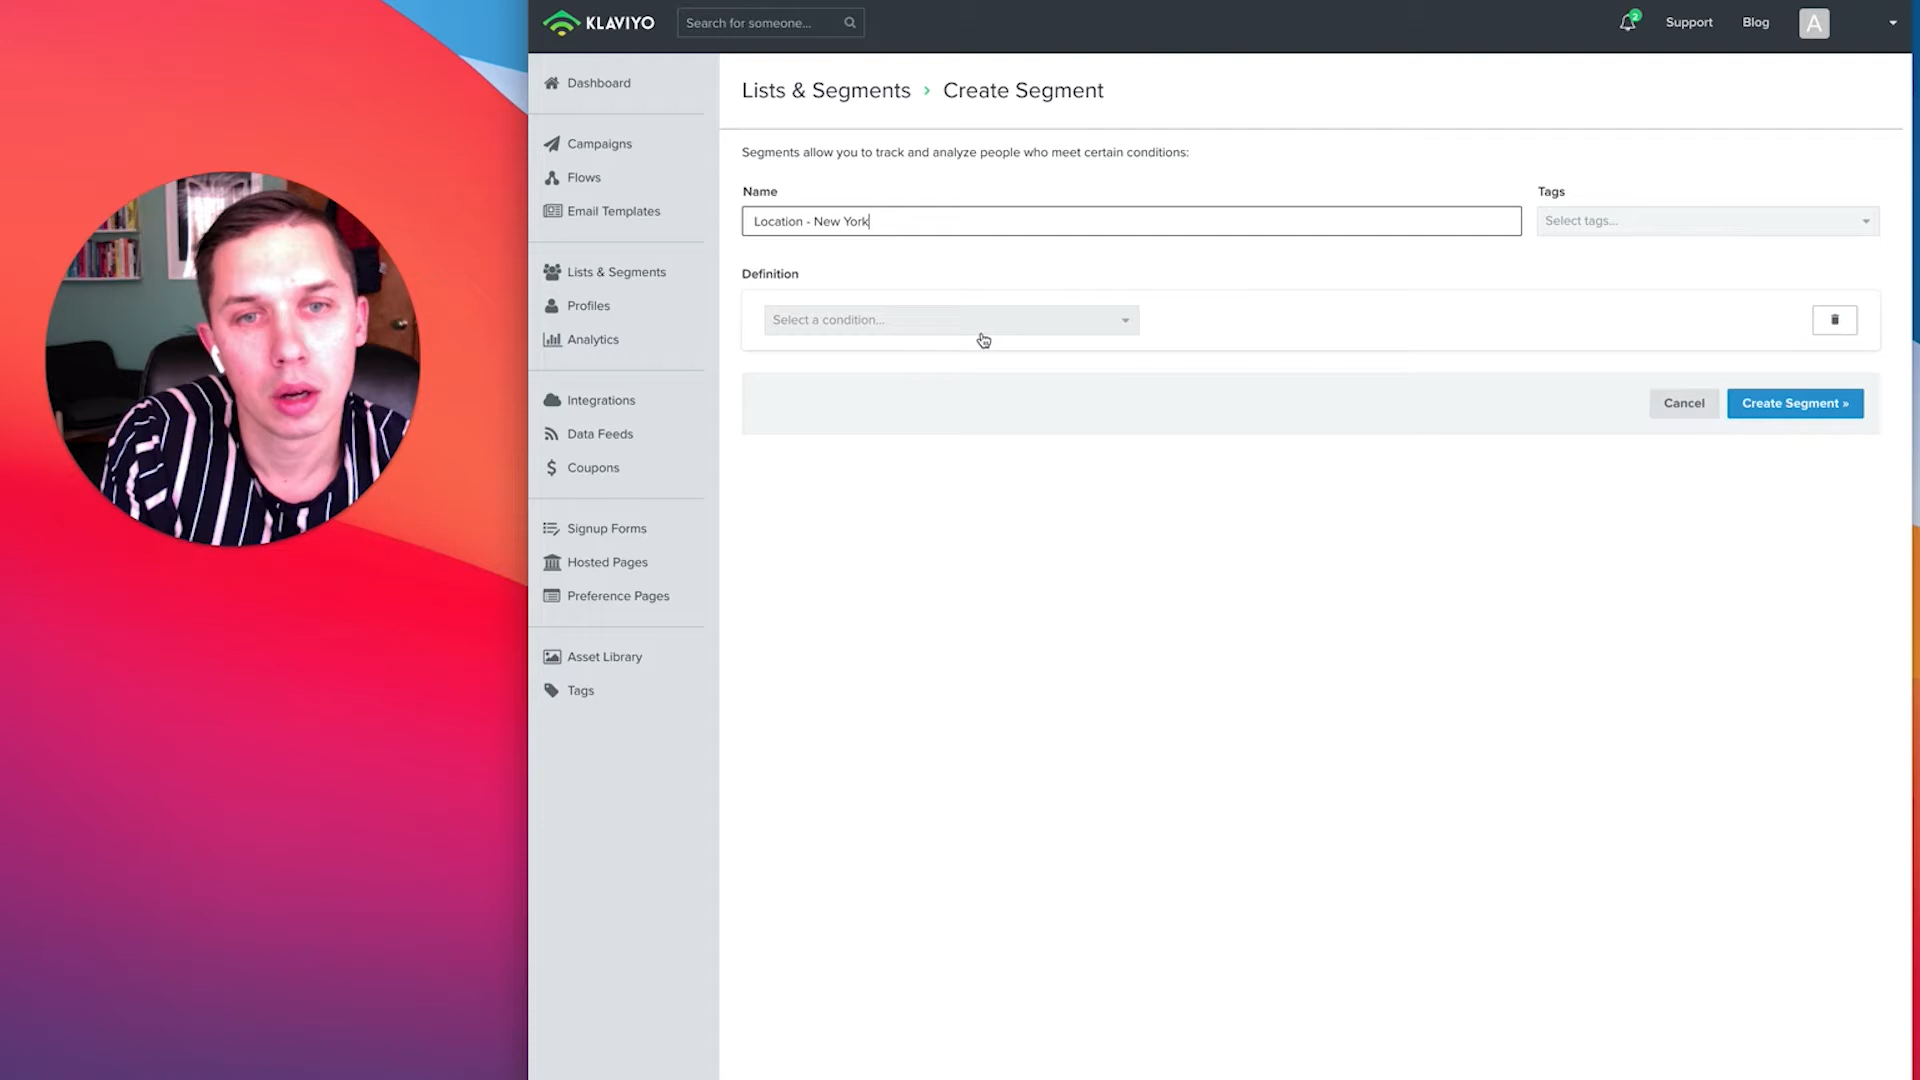 KLAVIYO
Search for someone...
2
Support
Blog
A
Dashboard
Campaigns
Flows
Email Templates
Lists & Segments
Profiles
Analytics
Integrations
Data Feeds
Coupons
Signup Forms
Hosted Pages
Preference Pages
Asset Library
Tags
Lists & Segments › Create Segment
Segments allow you to track and analyze people who meet certain conditions:
Name
Tags
Location - New York
Select tags...
Definition
Select a condition...
Cancel
Create Segment »